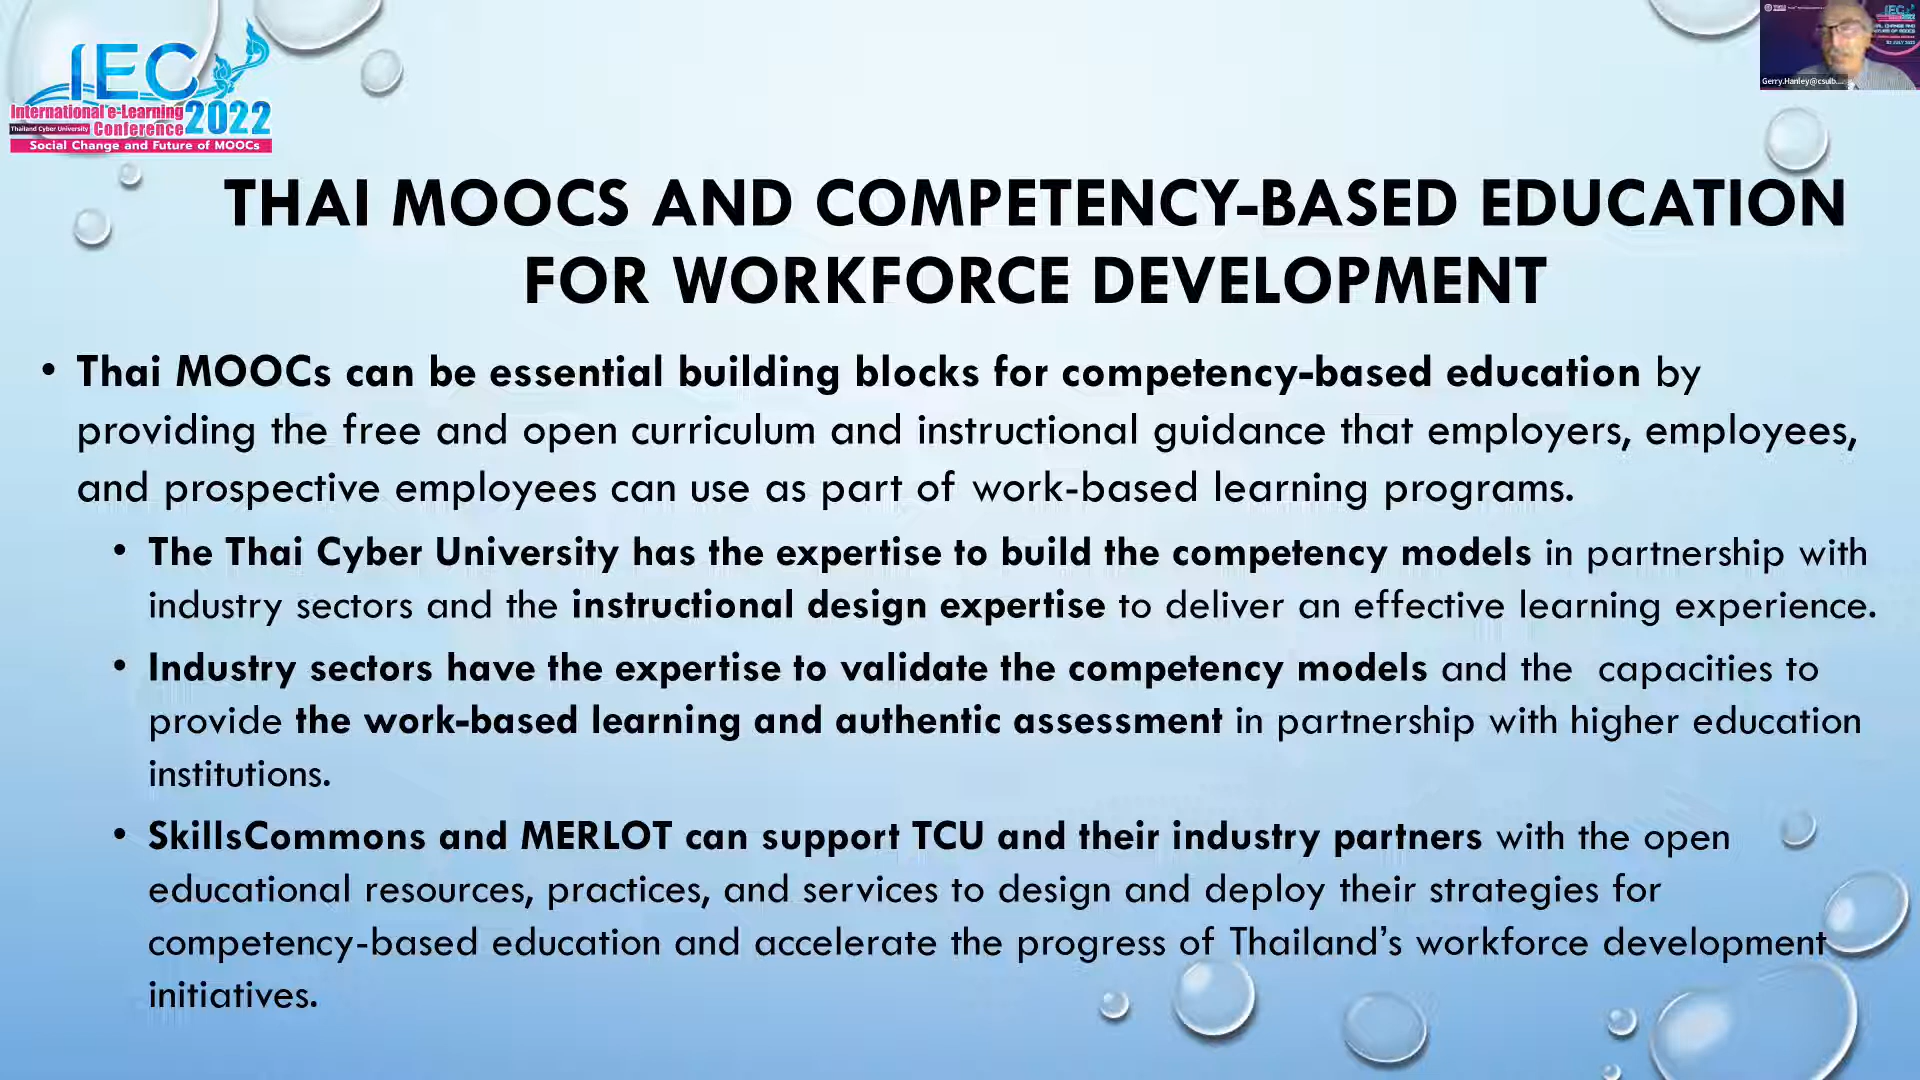 IEC
International e-Learning
Thailand Cyber University Conference 2022
Social Change and Future of MOOCs
Gerry.Hanley@csulb...
THAI MOOCS AND COMPETENCY-BASED EDUCATION
FOR WORKFORCE DEVELOPMENT
• Thai MOOCs can be essential building blocks for competency-based education by
providing the free and open curriculum and instructional guidance that employers, employees,
and prospective employees can use as part of work-based learning programs.
• The Thai Cyber University has the expertise to build the competency models in partnership with
industry sectors and the instructional design expertise to deliver an effective learning experience.
• Industry sectors have the expertise to validate the competency models and the capacities to
provide the work-based learning and authentic assessment in partnership with higher education
institutions.
• SkillsCommons and MERLOT can support TCU and their industry partners with the open
educational resources, practices, and services to design and deploy their strategies for
competency-based education and accelerate the progress of Thailand’s workforce development
initiatives.